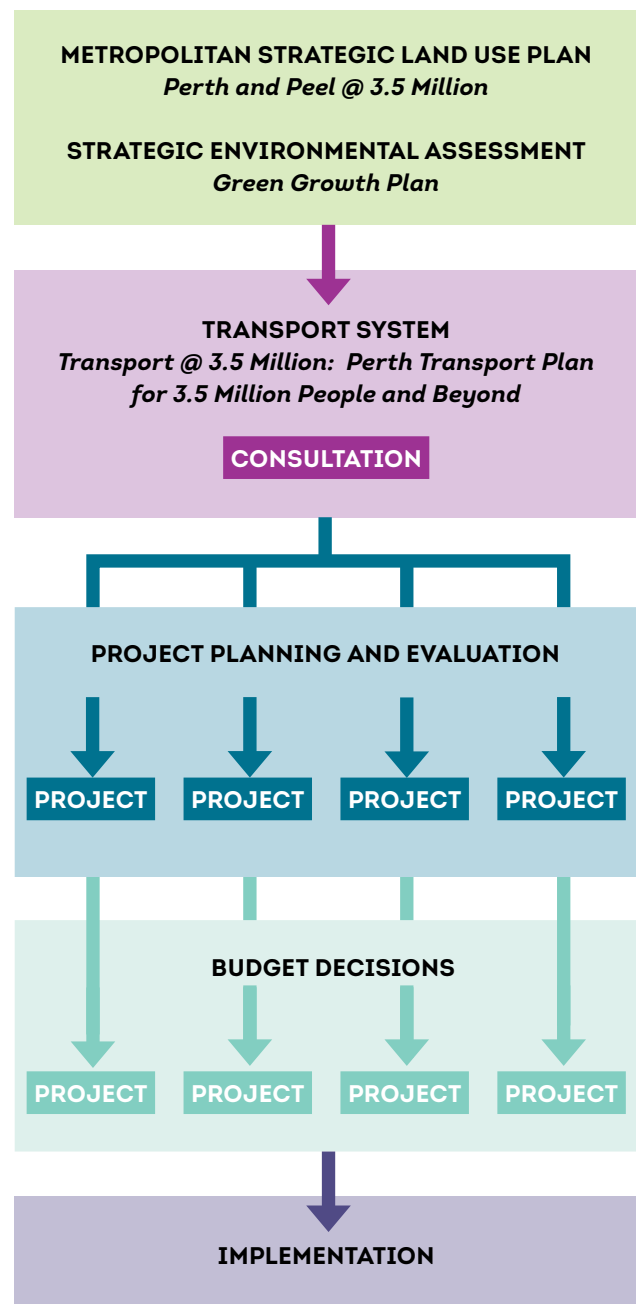 METROPOLITAN STRATEGIC LAND USE PLAN
Perth and Peel @ 3.5 Million
STRATEGIC ENVIRONMENTAL ASSESSMENT
Green Growth Plan
TRANSPORT SYSTEM
Transport @ 3.5 Million: Perth Transport Plan
for 3.5 Million People and Beyond
CONSULTATION
PROJECT PLANNING AND EVALUATION
PROJECT PROJECT PROJECT PROJECT
BUDGET DECISIONS
PROJECT PROJECT PROJECT PROJECT
IMPLEMENTATION